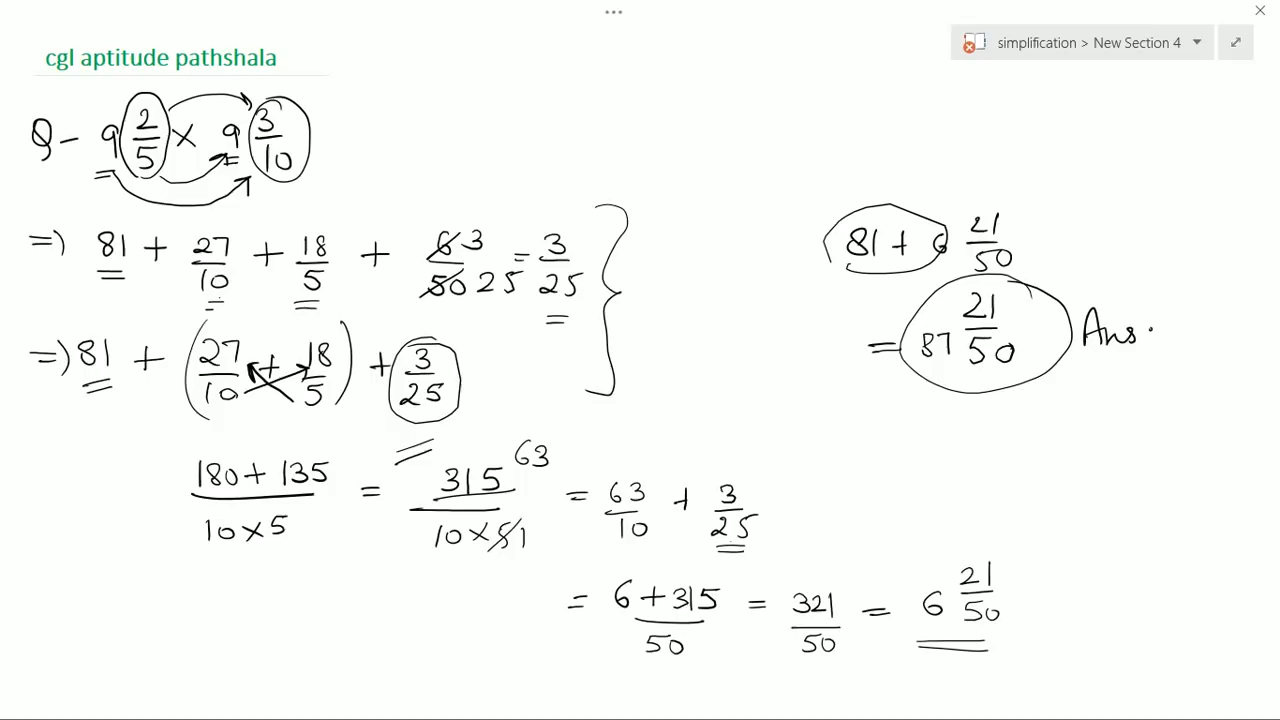 cgl aptitude pathshala
simplification > New Section 4
Q - 9 2/5 × 9 3/10
=) 81 + 27/10 + 18/5 + 6/50 3 25 = 3/25
=) 81 + (27/10 + 18/5) + 3/25
180 + 135 / 10 × 5 = 315 63 / 10 × 5 1 = 63/10 + 3/25
= 6 + 315 / 50 = 321/50 = 6 21/50
81 + 6 21/50
= 87 21/50 Ans.